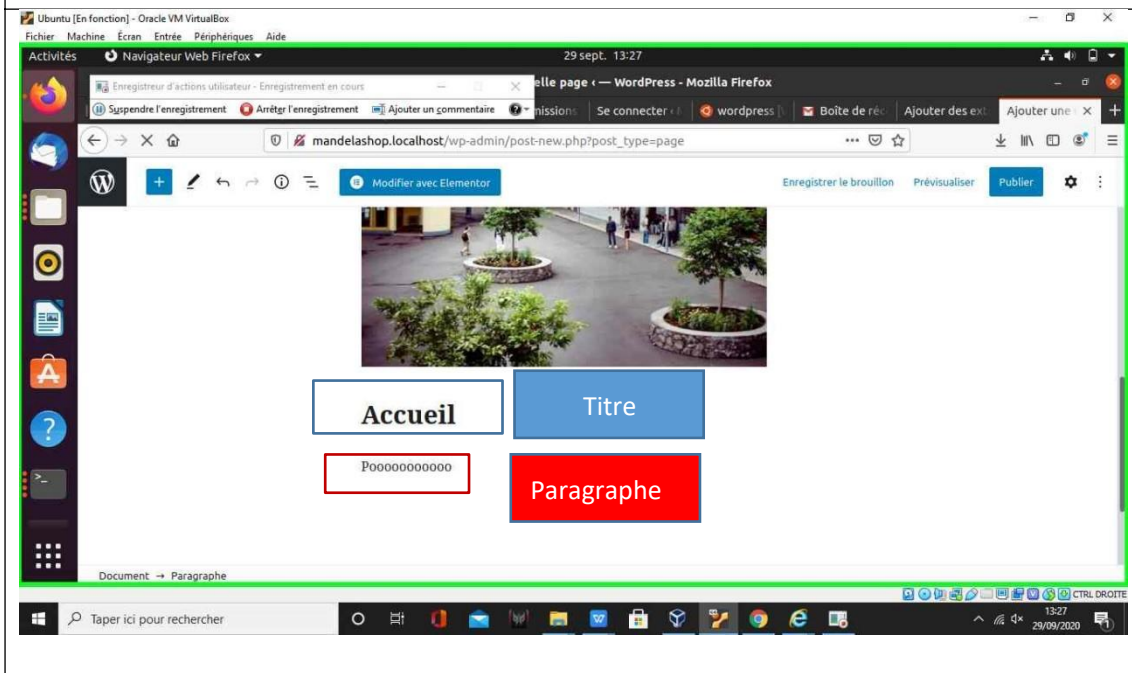 Ubuntu [En fonction] - Oracle VM VirtualBox
Fichier Machine Écran Entrée Périphériques Aide
Activités Navigateur Web Firefox 29 sept. 13:27
Enregistreur d'actions utilisateur - Enregistrement en cours elle page ‹ — WordPress - Mozilla Firefox
Suspendre l'enregistrement Arrêter l'enregistrement Ajouter un commentaire missions Se connecter ‹ wordpress Boîte de réc Ajouter des ext Ajouter une
mandelashop.localhost/wp-admin/post-new.php?post_type=page
Modifier avec Elementor Enregistrer le brouillon Prévisualiser Publier
Accueil Titre
Pooooooooooo Paragraphe
Document → Paragraphe
CTRL DROITE
Taper ici pour rechercher 13:27
29/09/2020